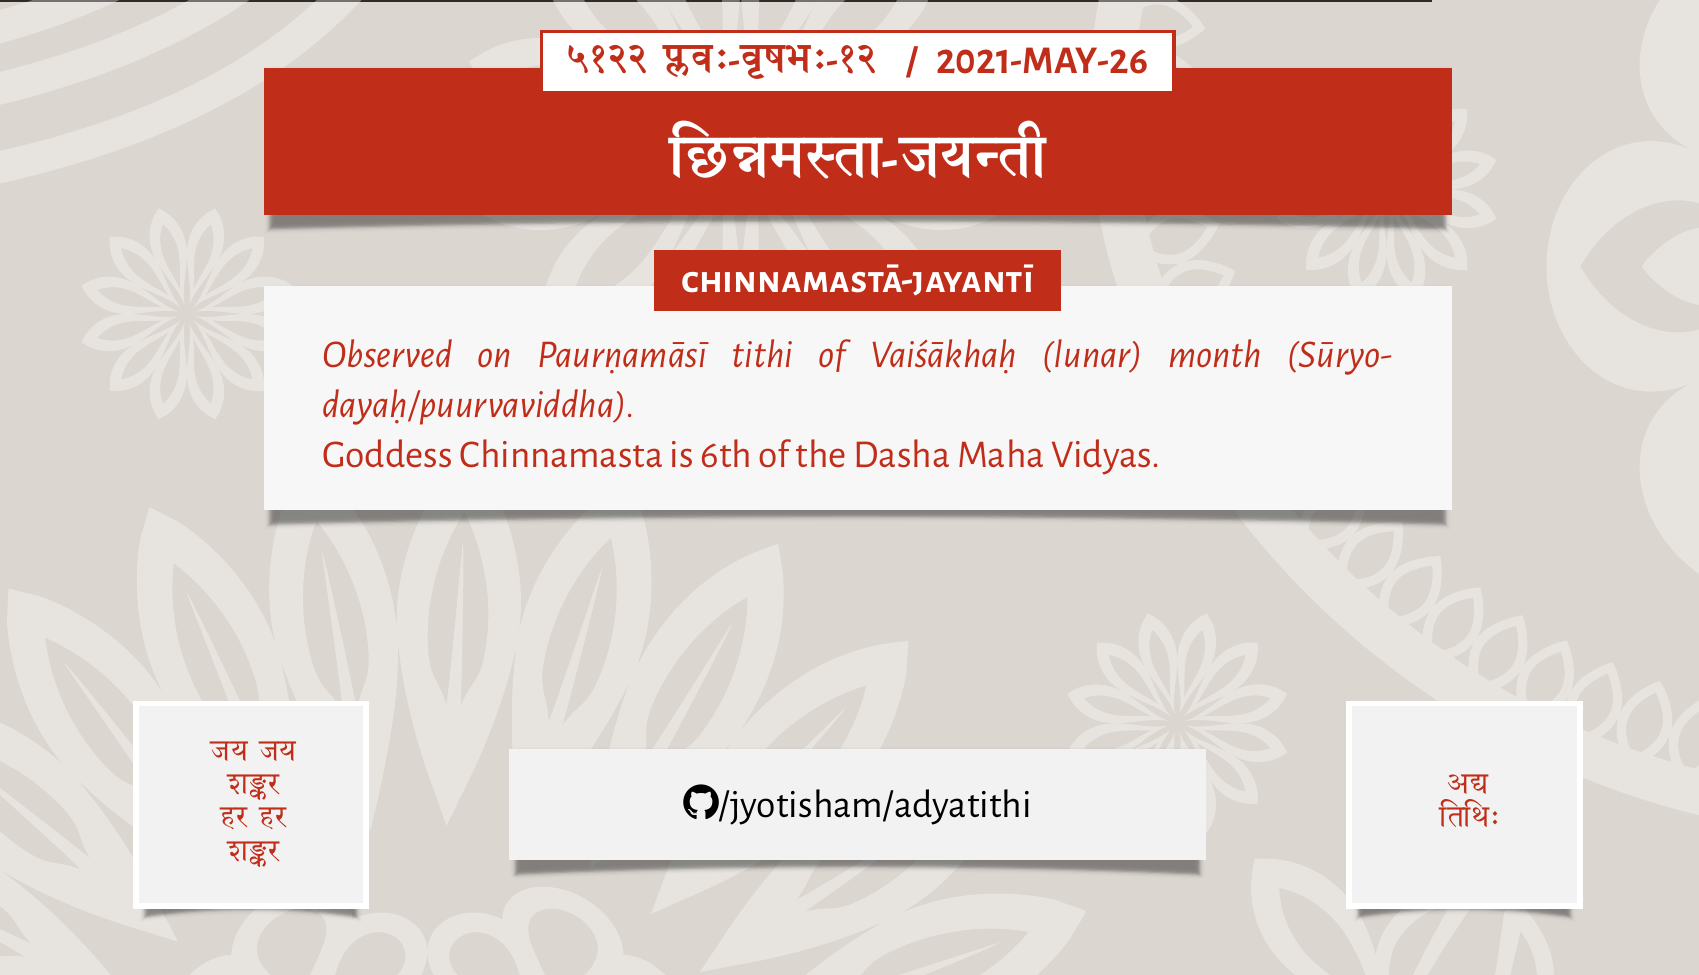 ५१२२ प्लवः-वृषभः-१२ / 2021-MAY-26
छिन्नमस्ता-जयन्ती
CHINNAMASTĀ-JAYANTĪ
Observed on Paurṇamāsī tithi of Vaiśākhaḥ (lunar) month (Sūryo-
dayaḥ/puurvaviddha).
Goddess Chinnamasta is 6th of the Dasha Maha Vidyas.
जय जय
शङ्कर
हर हर
शङ्कर
/jyotisham/adyatithi
अद्य
तिथिः